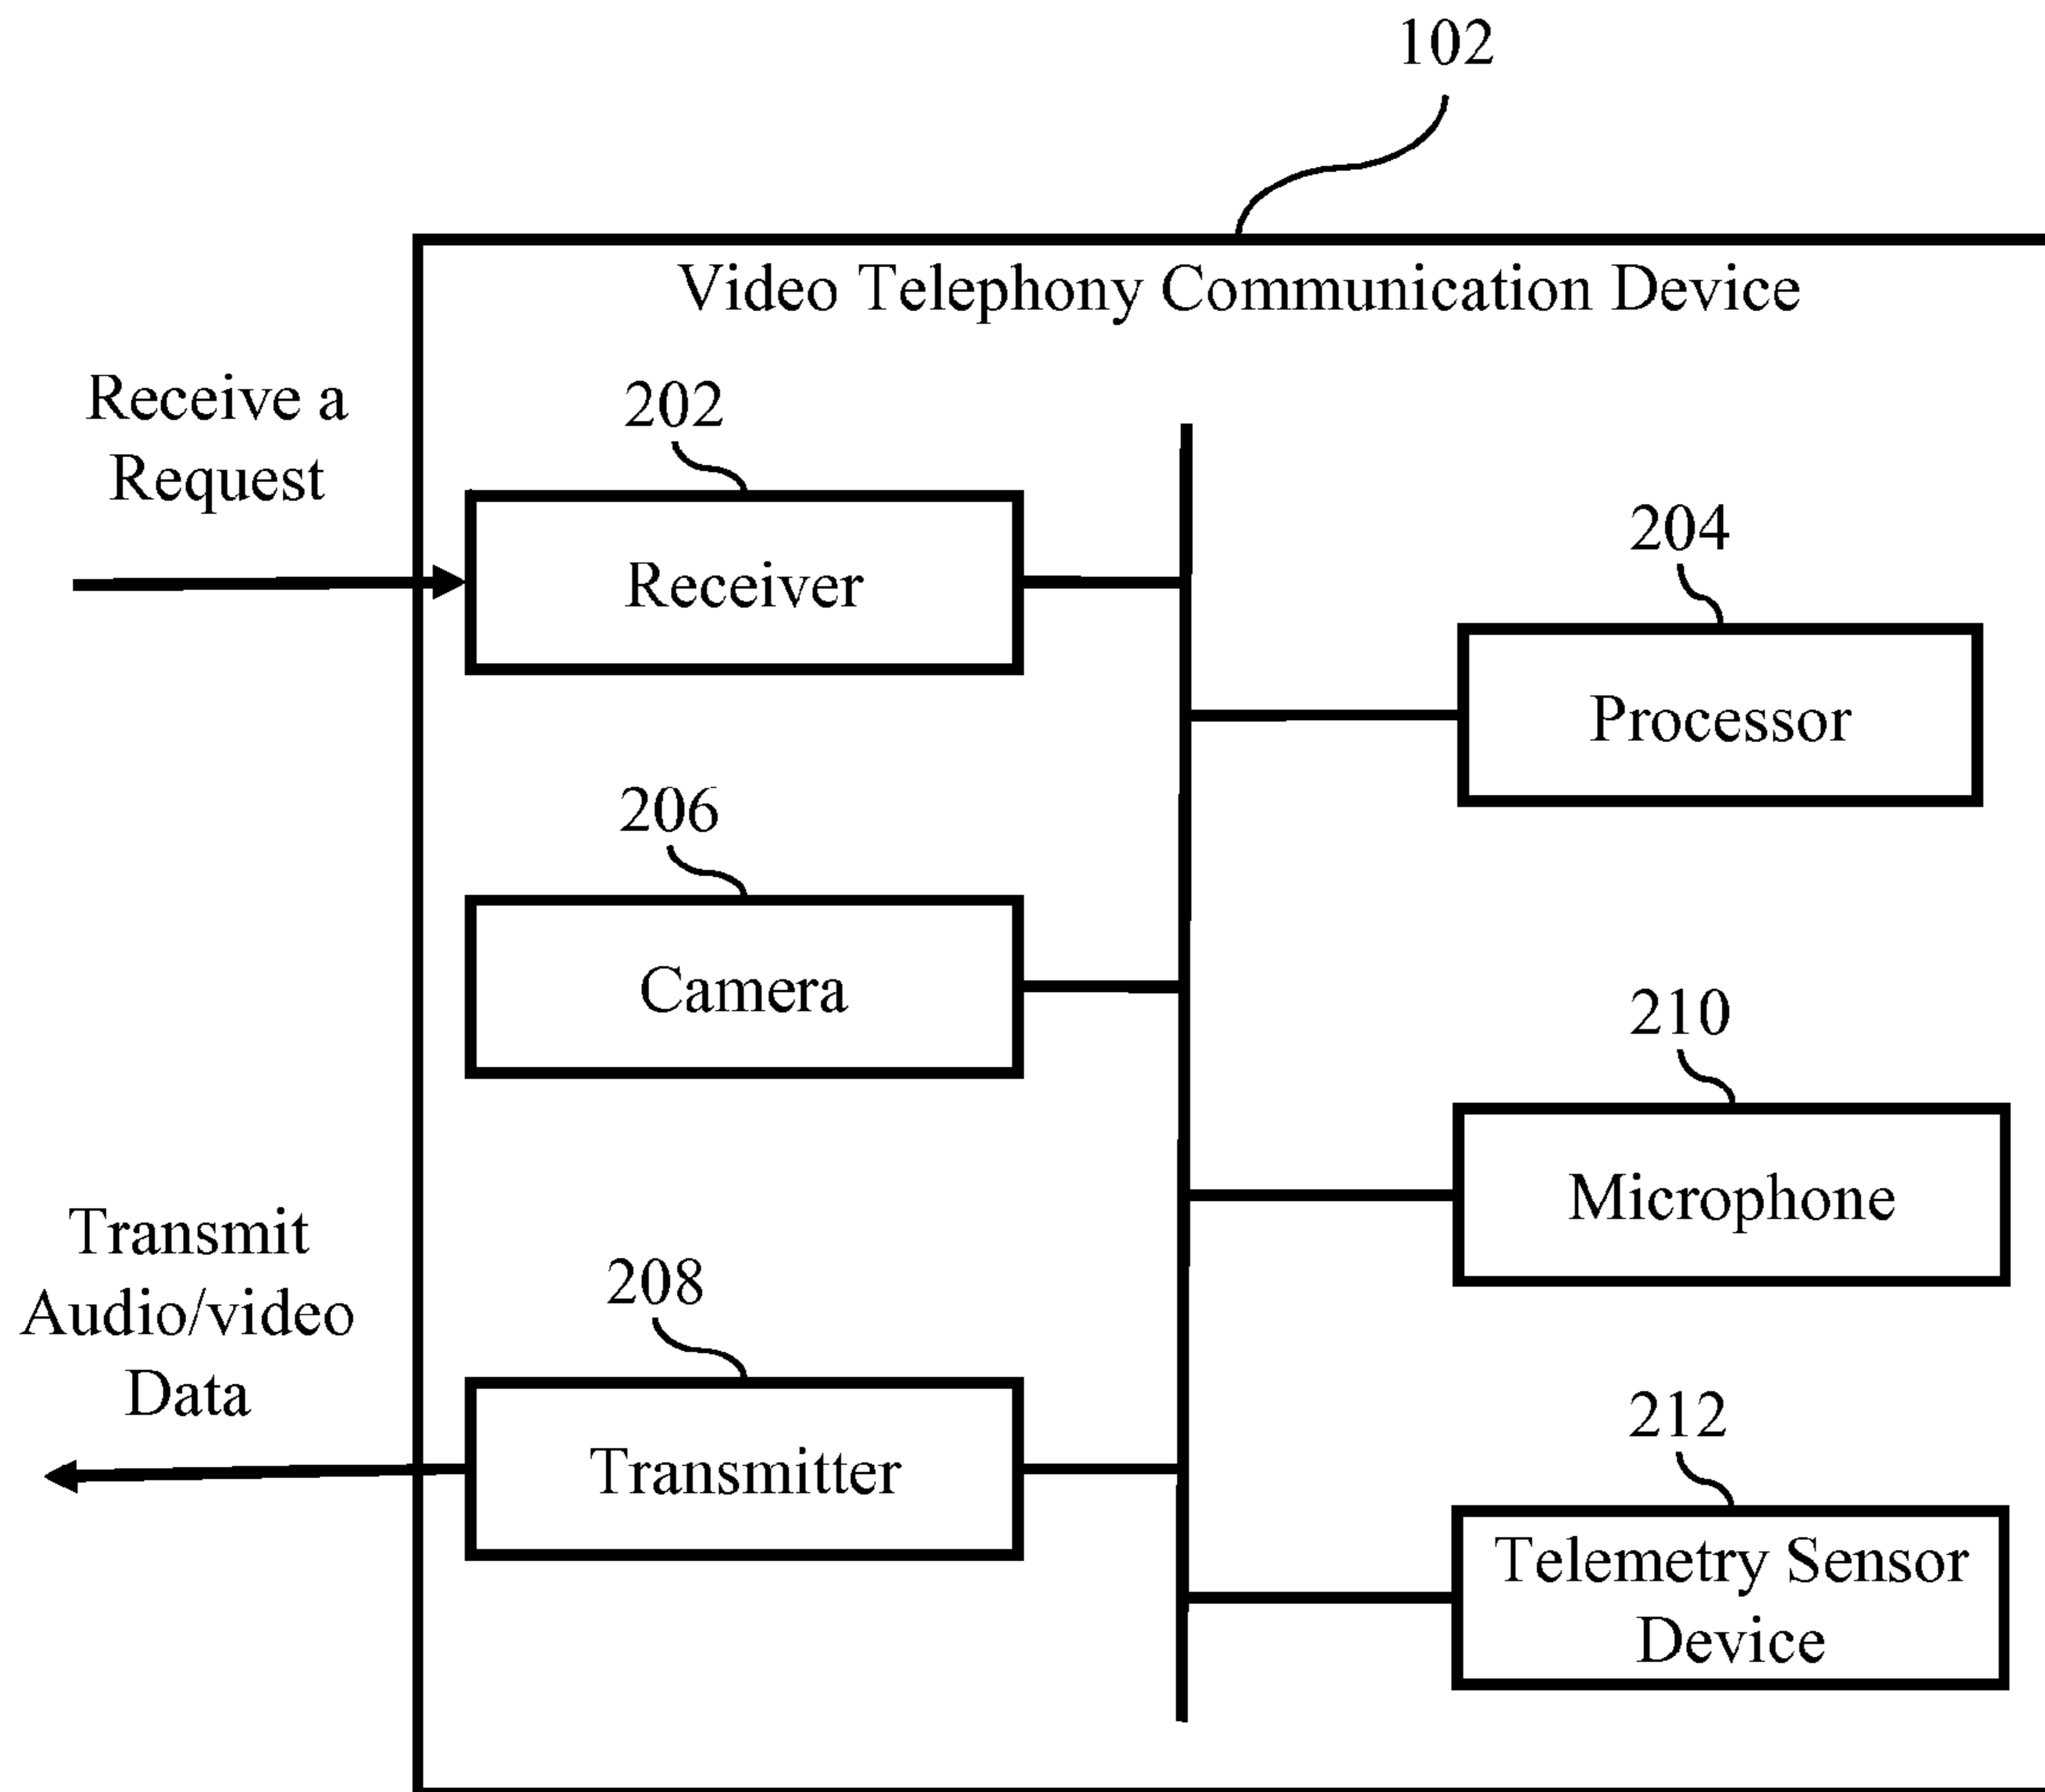 102
Video Telephony Communication Device
Receive a
Request
202
Receiver
204
Processor
206
Camera
210
Microphone
Transmit
Audio/video
Data
208
Transmitter
212
Telemetry Sensor
Device